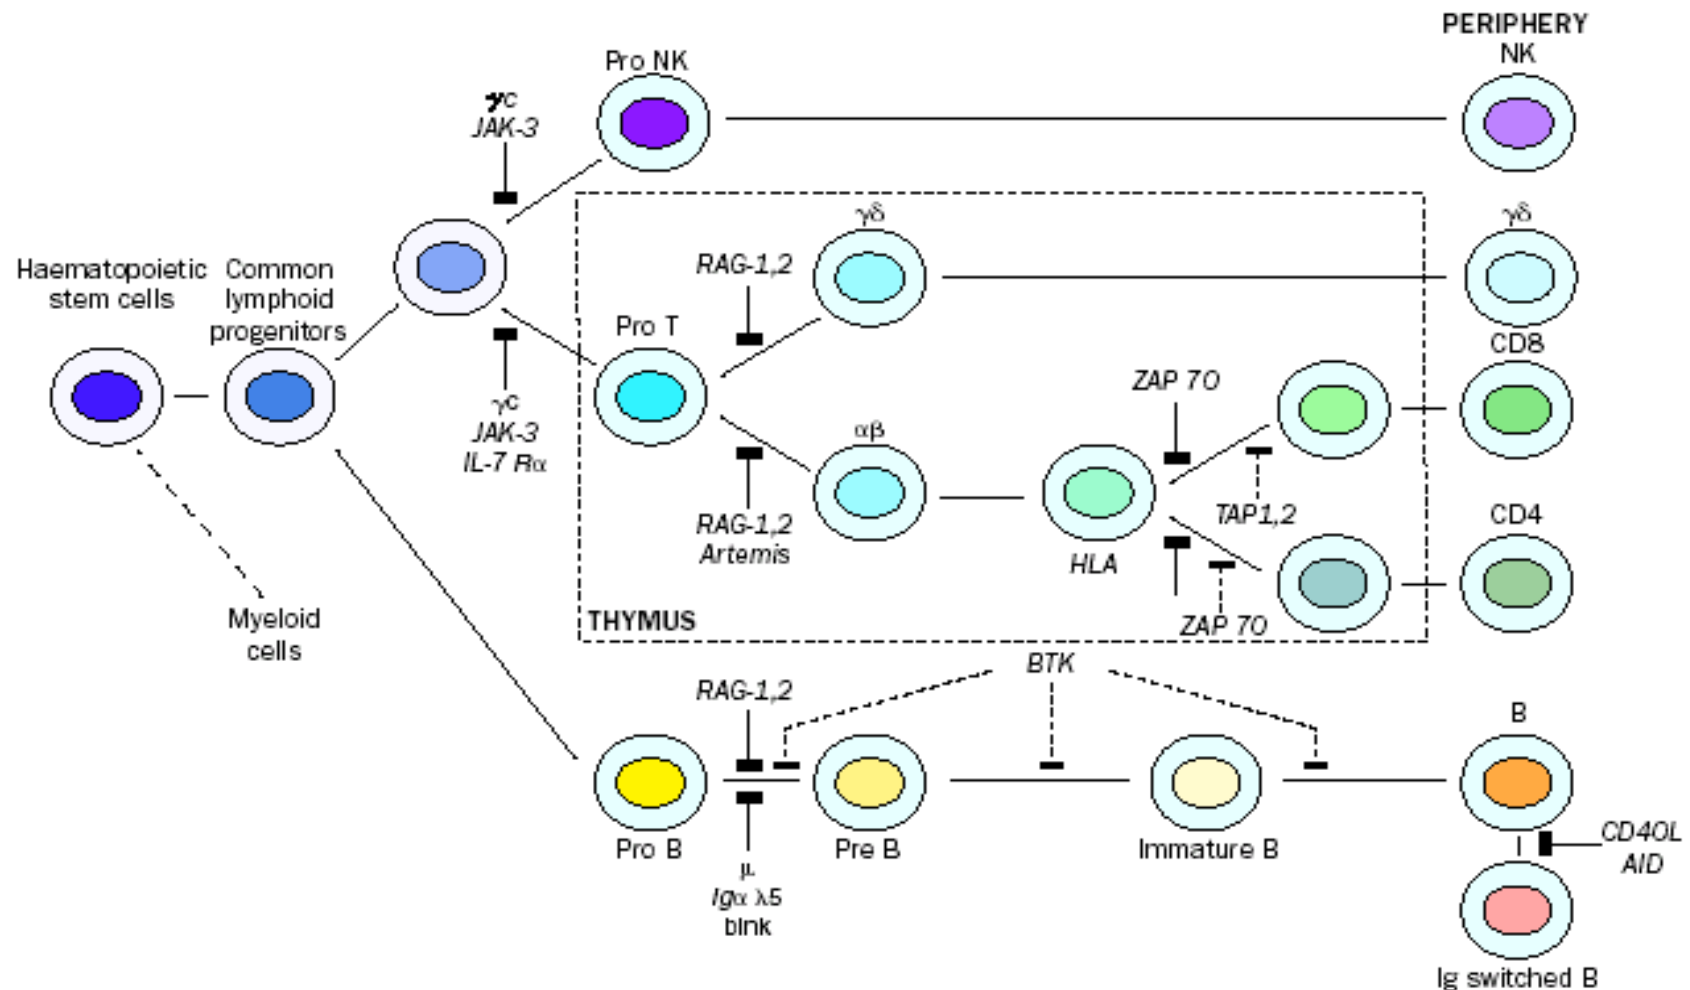 PERIPHERY
NK
Pro NK
γc
JAK-3
γδ
γδ
RAG-1,2
Haematopoietic
stem cells
Common
lymphoid
progenitors
Pro T
CD8
ZAP 70
γc
JAK-3
IL-7 Rα
αβ
RAG-1,2
Artemis
TAP1,2
CD4
HLA
ZAP 70
THYMUS
Myeloid
cells
BTK
RAG-1,2
B
Pro B
Pre B
Immature B
CD40L
AID
μ
Igα λ5
blnk
Ig switched B